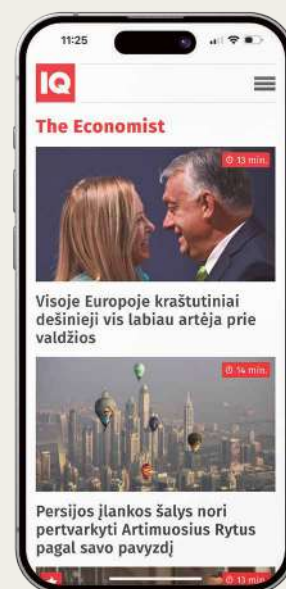 11:25
IQ
The Economist
13 min.
Visoje Europoje kraštutiniai
dešinieji vis labiau artėja prie
valdžios
14 min.
Persijos įlankos šalys nori
pertvarkyti Artimuosius Rytus
pagal savo pavyzdį
13 min.